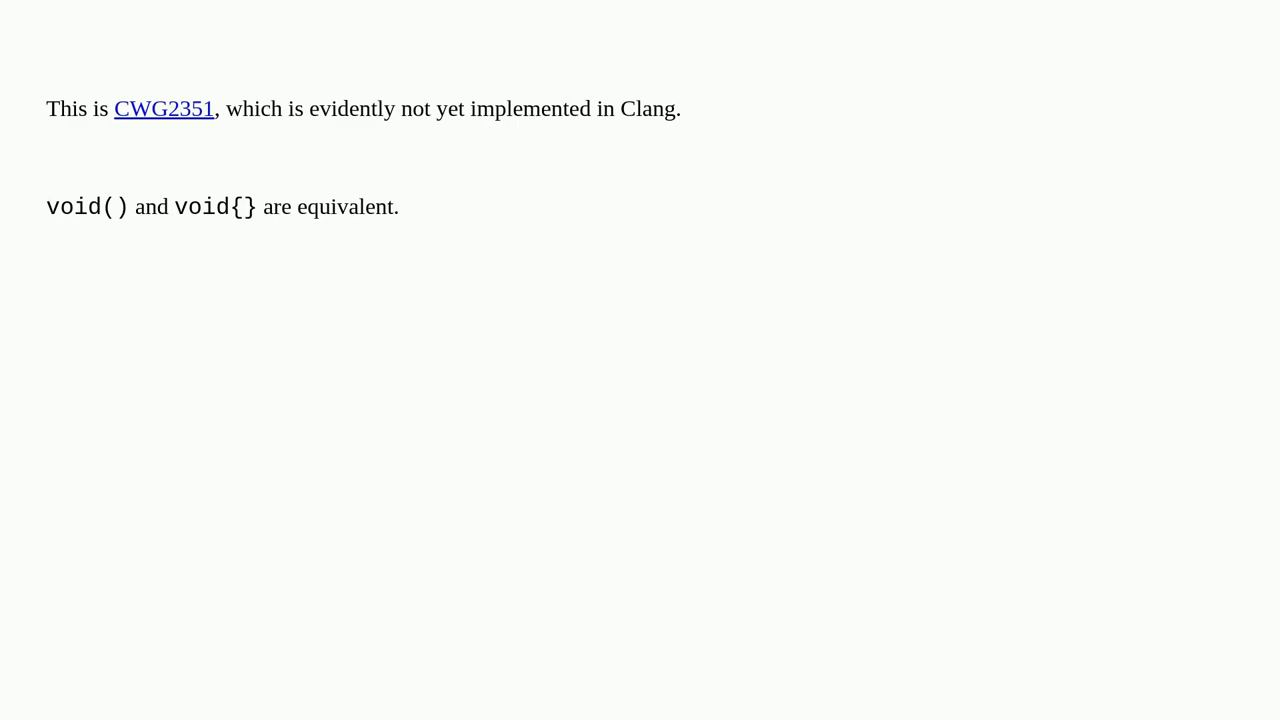 This is CWG2351, which is evidently not yet implemented in Clang.
void() and void{} are equivalent.